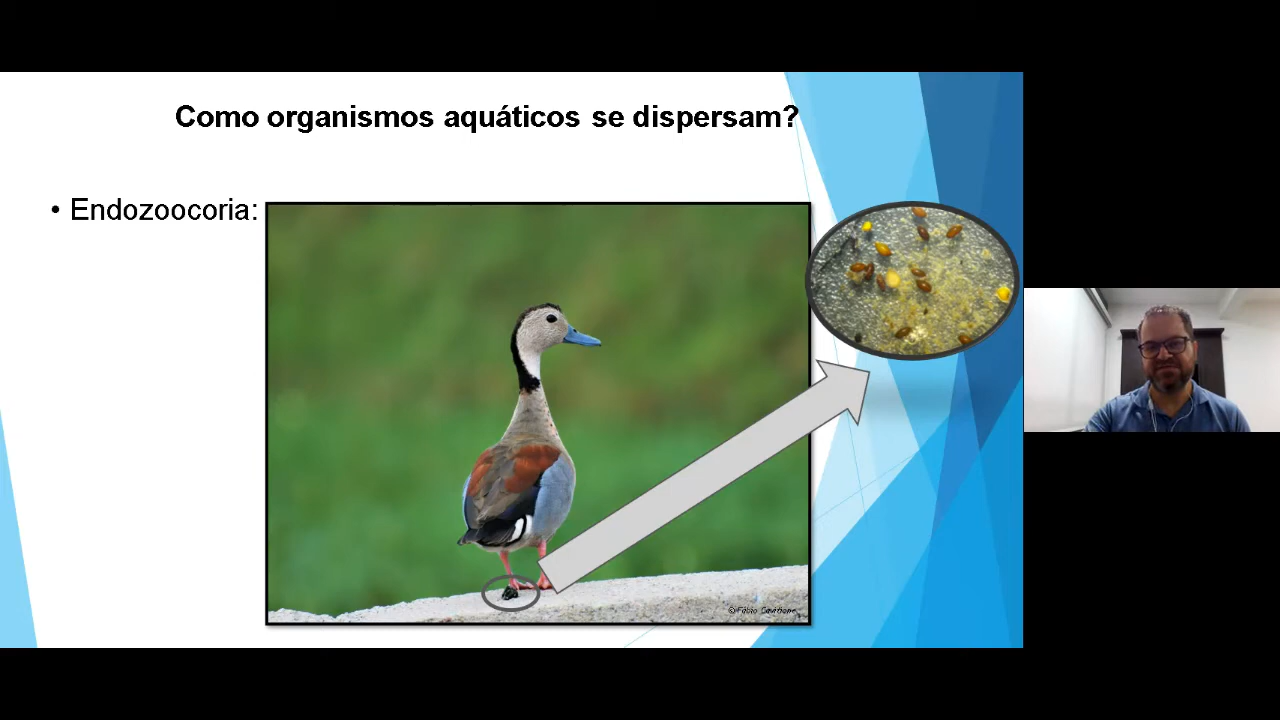 Como organismos aquáticos se dispersam?
• Endozoocoria: